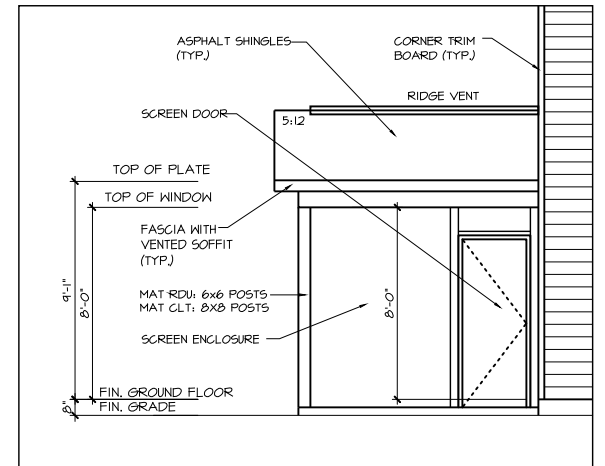 ASPHALT SHINGLES
(TYP.)
CORNER TRIM
BOARD (TYP.)
RIDGE VENT
SCREEN DOOR
5:12
TOP OF PLATE
TOP OF WINDOW
FASCIA WITH
VENTED SOFFIT
(TYP.)
9'-1"
8'-0"
8'-0"
MAT RDU: 6x6 POSTS
MAT CLT: 8X8 POSTS
SCREEN ENCLOSURE
FIN. GROUND FLOOR
FIN. GRADE
8"